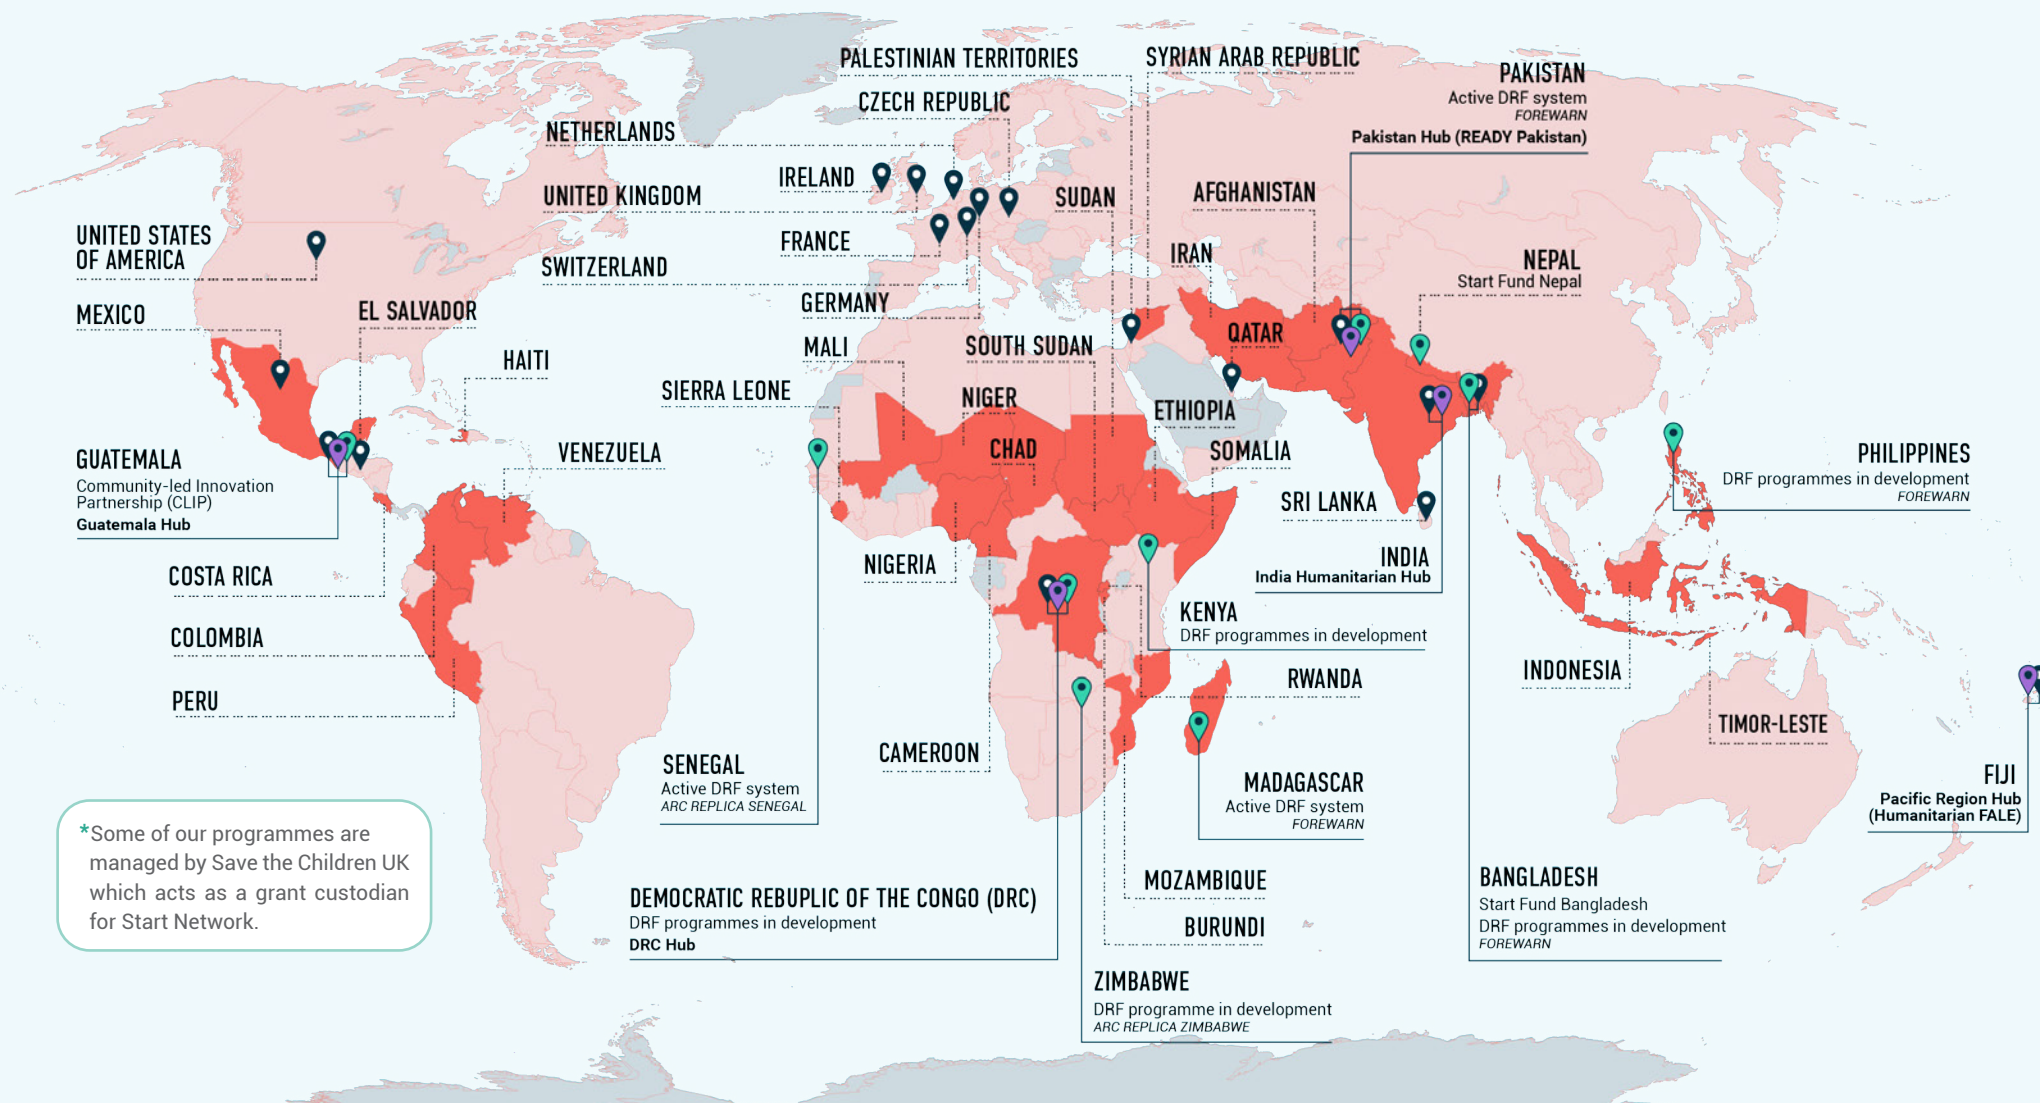 PALESTINIAN TERRITORIES
SYRIAN ARAB REPUBLIC
PAKISTAN
Active DRF system
FOREWARN
Pakistan Hub (READY Pakistan)
CZECH REPUBLIC
NETHERLANDS
IRELAND
UNITED KINGDOM
SUDAN
AFGHANISTAN
UNITED STATES
OF AMERICA
FRANCE
IRAN
NEPAL
Start Fund Nepal
SWITZERLAND
MEXICO
EL SALVADOR
GERMANY
QATAR
HAITI
MALI
SOUTH SUDAN
SIERRA LEONE
NIGER
ETHIOPIA
VENEZUELA
CHAD
SOMALIA
GUATEMALA
Community-led Innovation
Partnership (CLIP)
Guatemala Hub
PHILIPPINES
DRF programmes in development
FOREWARN
SRI LANKA
COSTA RICA
NIGERIA
INDIA
India Humanitarian Hub
COLOMBIA
KENYA
DRF programmes in development
PERU
RWANDA
INDONESIA
TIMOR-LESTE
CAMEROON
SENEGAL
Active DRF system
ARC REPLICA SENEGAL
MADAGASCAR
Active DRF system
FOREWARN
FIJI
Pacific Region Hub
(Humanitarian FALE)
*Some of our programmes are
managed by Save the Children UK
which acts as a grant custodian
for Start Network.
MOZAMBIQUE
BANGLADESH
Start Fund Bangladesh
DRF programmes in development
FOREWARN
DEMOCRATIC REBUPLIC OF THE CONGO (DRC)
DRF programmes in development
DRC Hub
BURUNDI
ZIMBABWE
DRF programme in development
ARC REPLICA ZIMBABWE